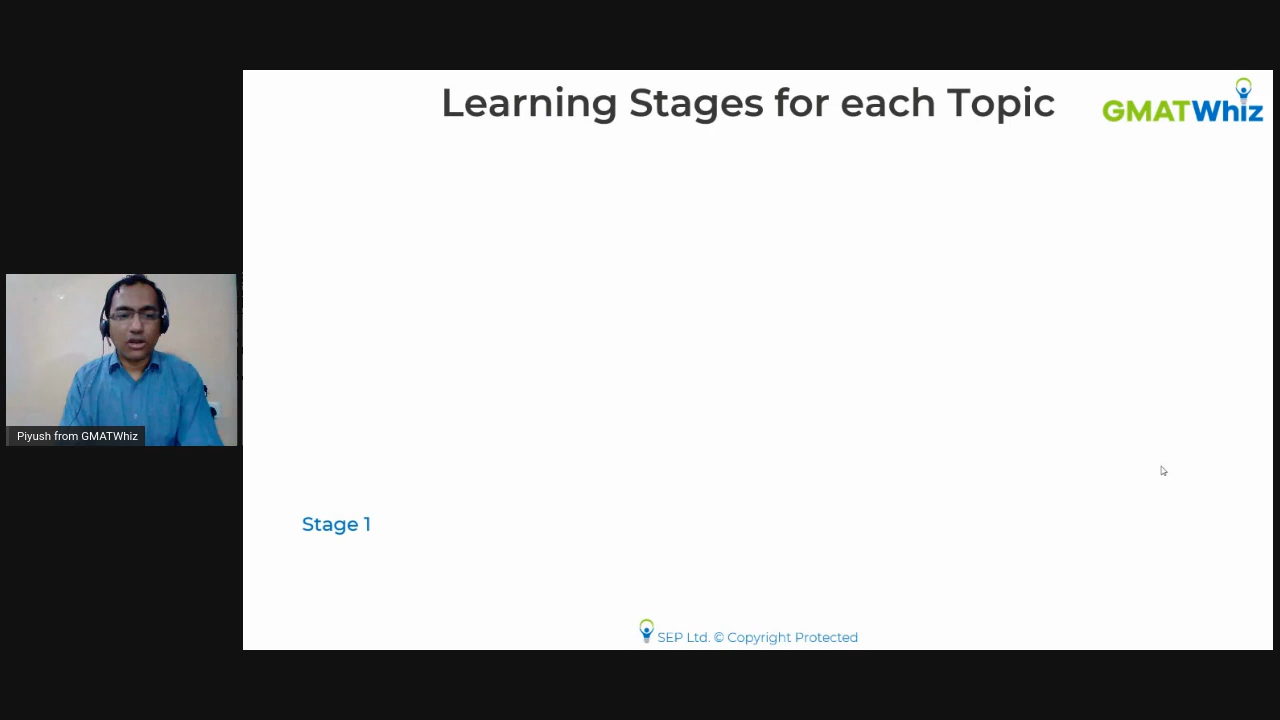 Learning Stages for each Topic
GMATWhiz
Piyush from GMATWhiz
Stage 1
SEP Ltd. © Copyright Protected